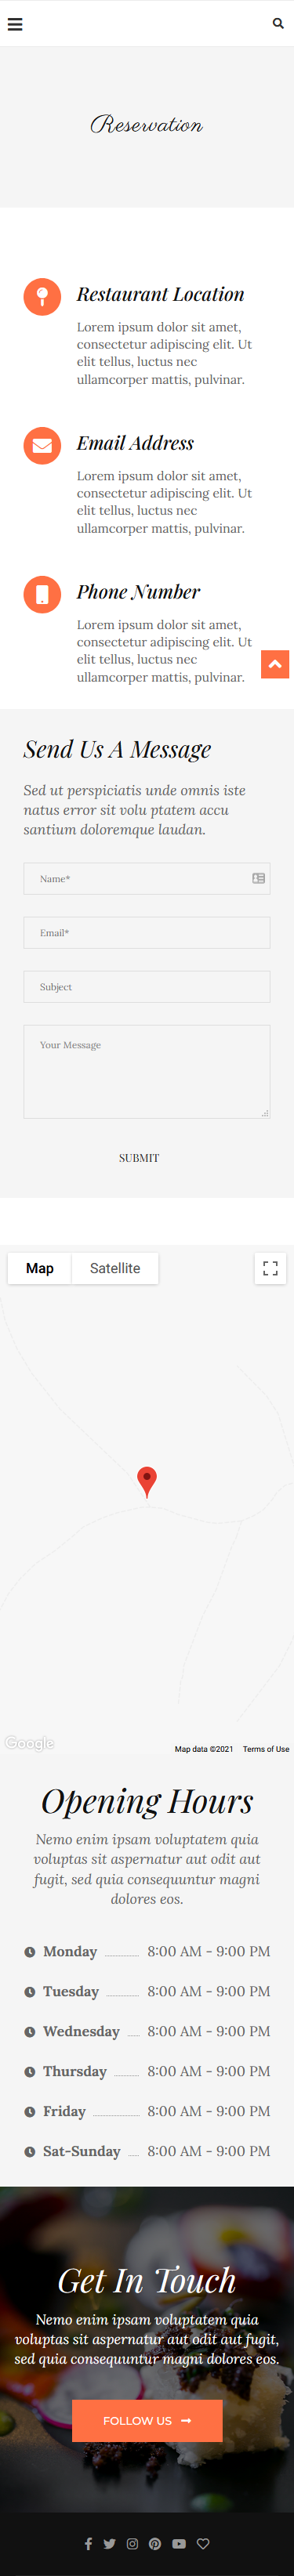 Reservation
Restaurant Location
Lorem ipsum dolor sit amet,
consectetur adipiscing elit. Ut
elit tellus, luctus nec
ullamcorper mattis, pulvinar.
Email Address
Lorem ipsum dolor sit amet,
consectetur adipiscing elit. Ut
elit tellus, luctus nec
ullamcorper mattis, pulvinar.
Phone Number
Lorem ipsum dolor sit amet,
consectetur adipiscing elit. Ut
elit tellus, luctus nec
ullamcorper mattis, pulvinar.
Send Us A Message
Sed ut perspiciatis unde omnis iste
natus error sit volu ptatem accu
santium doloremque laudan.
Name*
Email*
Subject
Your Message
SUBMIT
Map Satellite
Google
Map data ©2021 Terms of Use
Opening Hours
Nemo enim ipsam voluptatem quia
voluptas sit aspernatur aut odit aut
fugit, sed quia consequuntur magni
dolores eos.
Monday 8:00 AM - 9:00 PM
Tuesday 8:00 AM - 9:00 PM
Wednesday 8:00 AM - 9:00 PM
Thursday 8:00 AM - 9:00 PM
Friday 8:00 AM - 9:00 PM
Sat-Sunday 8:00 AM - 9:00 PM
Get In Touch
Nemo enim ipsam voluptatem quia
voluptas sit aspernatur aut odit aut fugit,
sed quia consequuntur magni dolores eos.
FOLLOW US